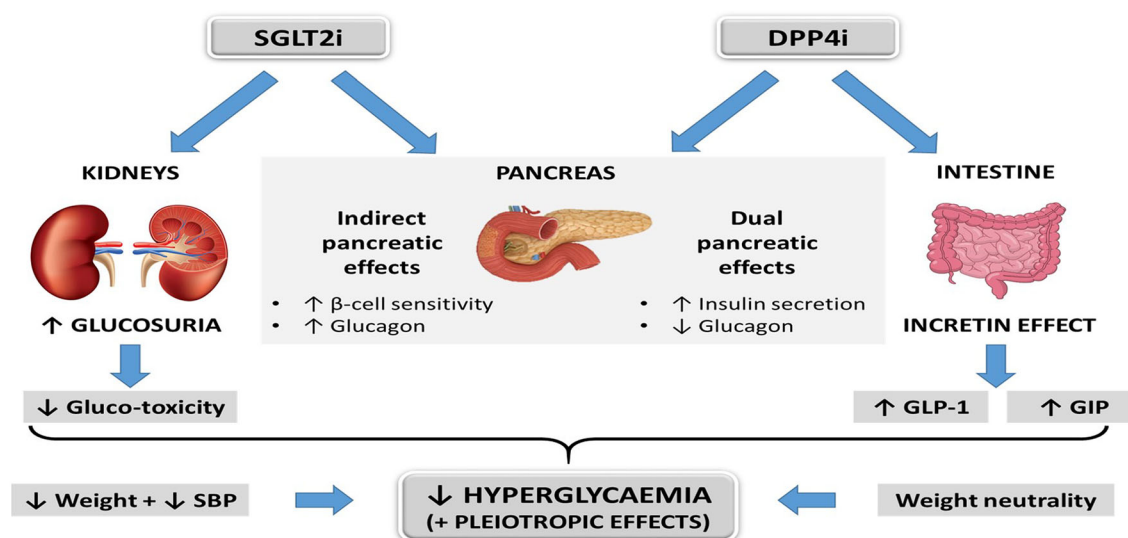 SGLT2i
DPP4i
KIDNEYS
PANCREAS
INTESTINE
Indirect
pancreatic
effects
• ↑ β-cell sensitivity
• ↑ Glucagon
Dual
pancreatic
effects
• ↑ Insulin secretion
• ↓ Glucagon
↑ GLUCOSURIA
INCRETIN EFFECT
↓ Gluco-toxicity
↑ GLP-1
↑ GIP
↓ Weight + ↓ SBP
↓ HYPERGLYCAEMIA
(+ PLEIOTROPIC EFFECTS)
Weight neutrality